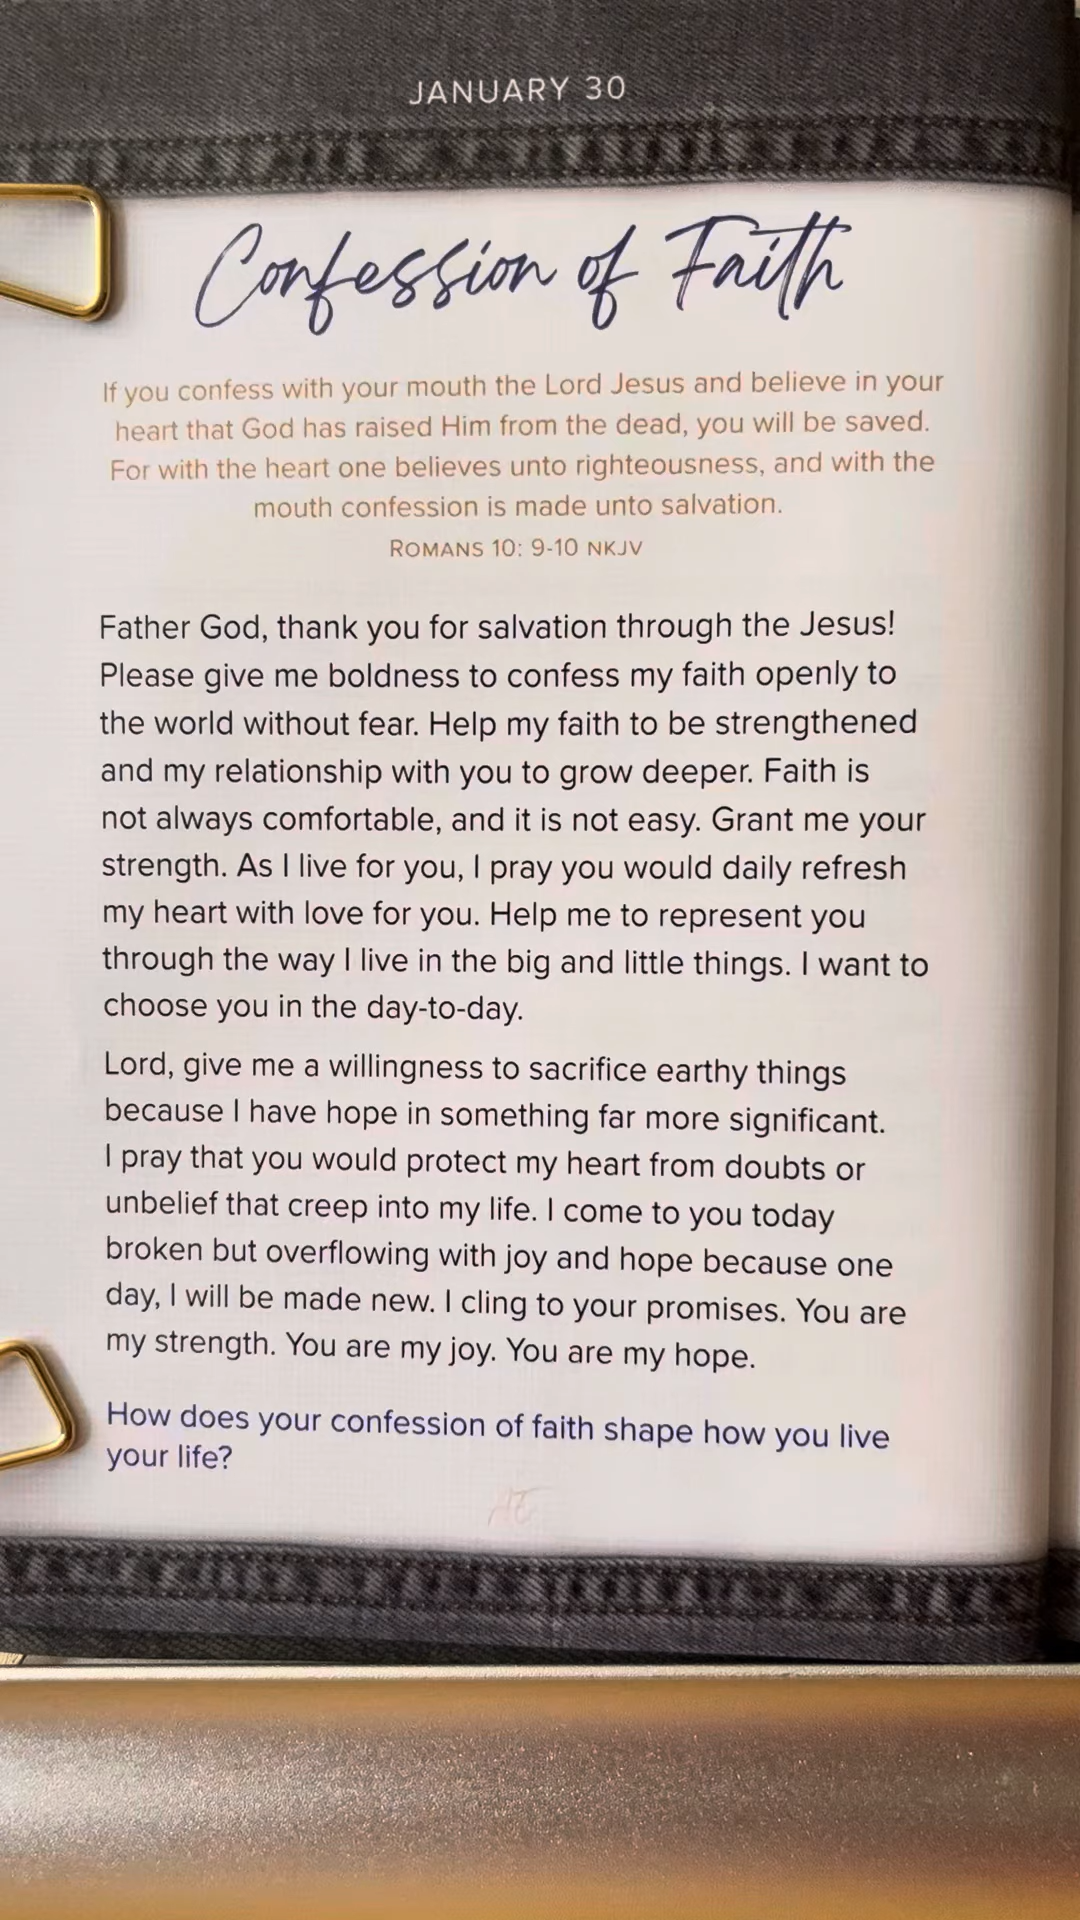 JANUARY 30
Confession of Faith
If you confess with your mouth the Lord Jesus and believe in your
heart that God has raised Him from the dead, you will be saved.
For with the heart one believes unto righteousness, and with the
mouth confession is made unto salvation.
ROMANS 10: 9-10 NKJV
Father God, thank you for salvation through the Jesus!
Please give me boldness to confess my faith openly to
the world without fear. Help my faith to be strengthened
and my relationship with you to grow deeper. Faith is
not always comfortable, and it is not easy. Grant me your
strength. As I live for you, I pray you would daily refresh
my heart with love for you. Help me to represent you
through the way I live in the big and little things. I want to
choose you in the day-to-day.
Lord, give me a willingness to sacrifice earthy things
because I have hope in something far more significant.
I pray that you would protect my heart from doubts or
unbelief that creep into my life. I come to you today
broken but overflowing with joy and hope because one
day, I will be made new. I cling to your promises. You are
my strength. You are my joy. You are my hope.
How does your confession of faith shape how you live
your life?